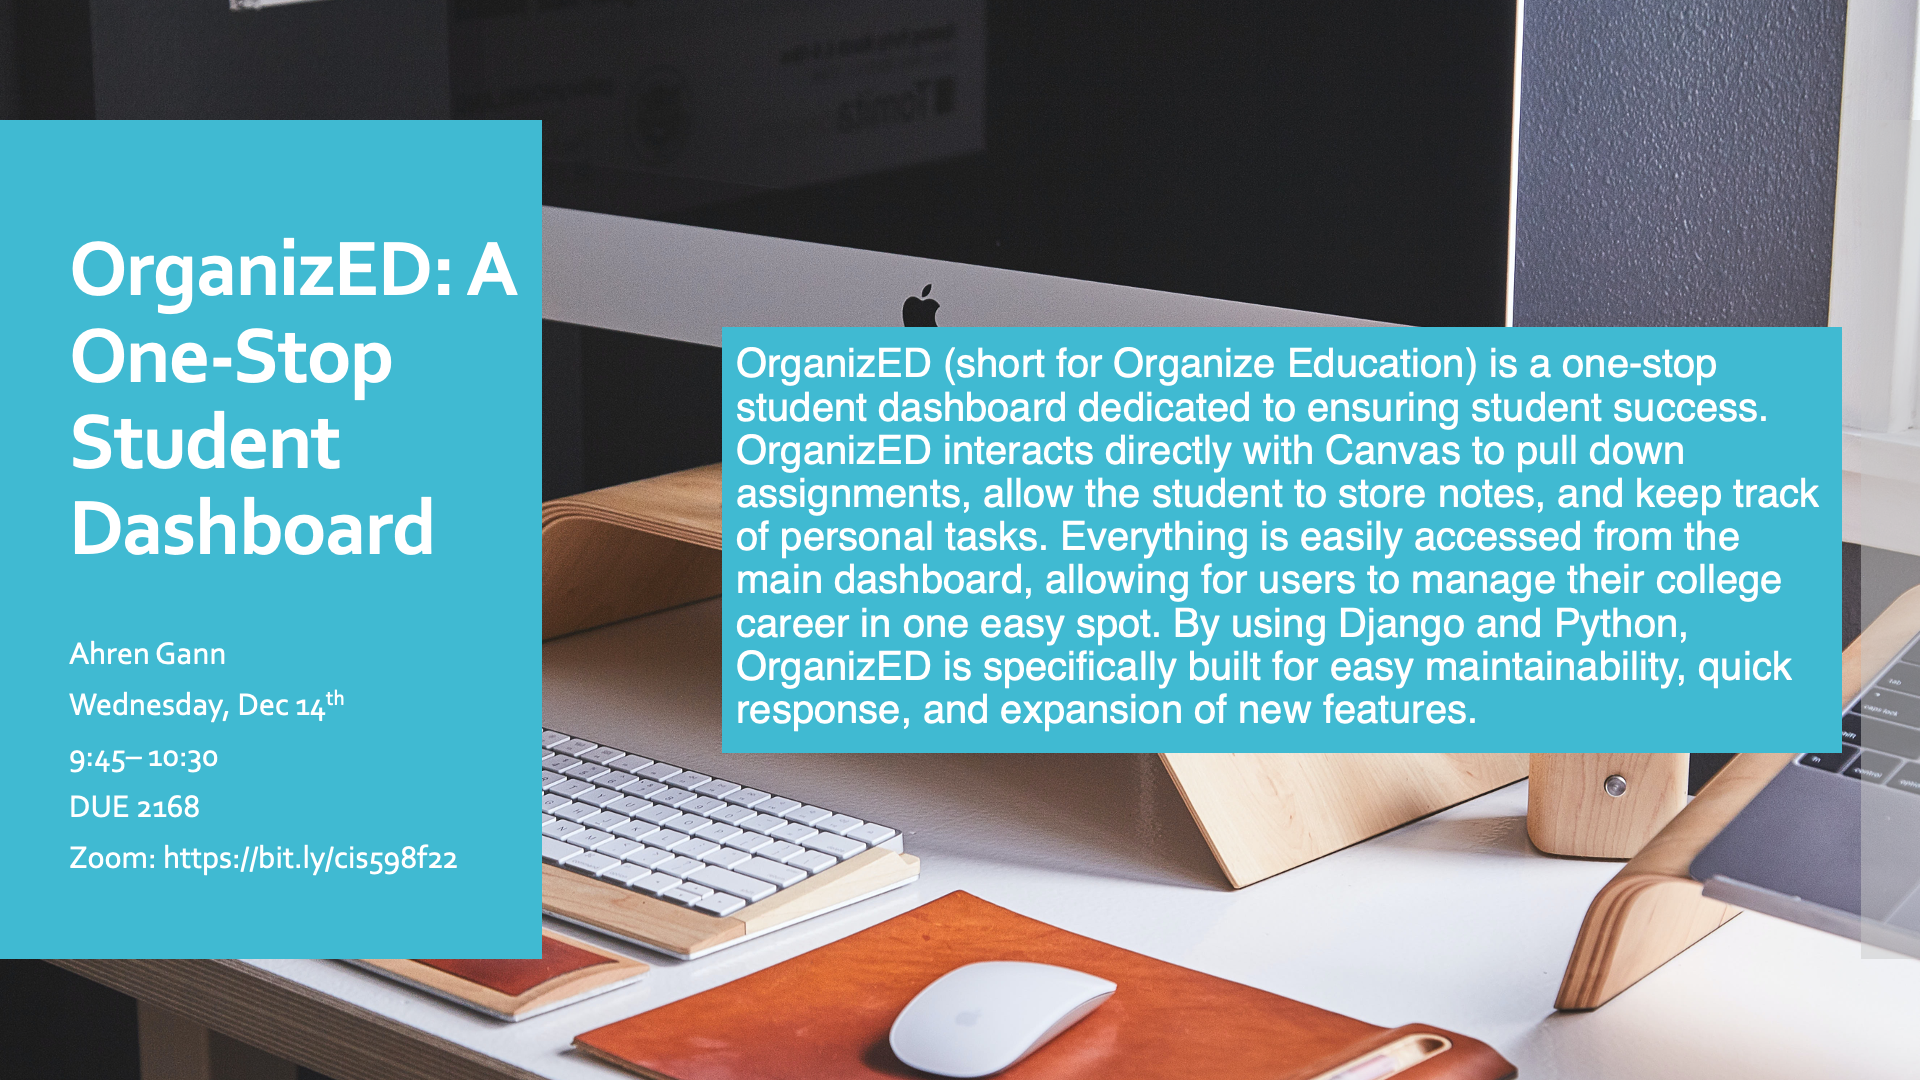 OrganizED: A
One-Stop
Student
Dashboard
Ahren Gann
Wednesday, Dec 14th
9:45– 10:30
DUE 2168
Zoom: https://bit.ly/cis598f22
OrganizED (short for Organize Education) is a one-stop
student dashboard dedicated to ensuring student success.
OrganizED interacts directly with Canvas to pull down
assignments, allow the student to store notes, and keep track
of personal tasks. Everything is easily accessed from the
main dashboard, allowing for users to manage their college
career in one easy spot. By using Django and Python,
OrganizED is specifically built for easy maintainability, quick
response, and expansion of new features.
tab
caps lock
fn
control